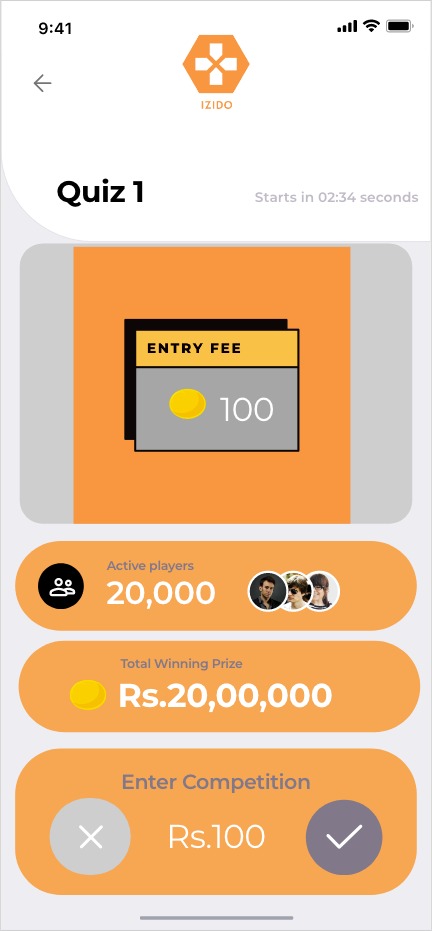 9:41
IZIDO
Quiz 1
Starts in 02:34 seconds
ENTRY FEE
100
Active players
20,000
Total Winning Prize
Rs.20,00,000
Enter Competition
Rs.100